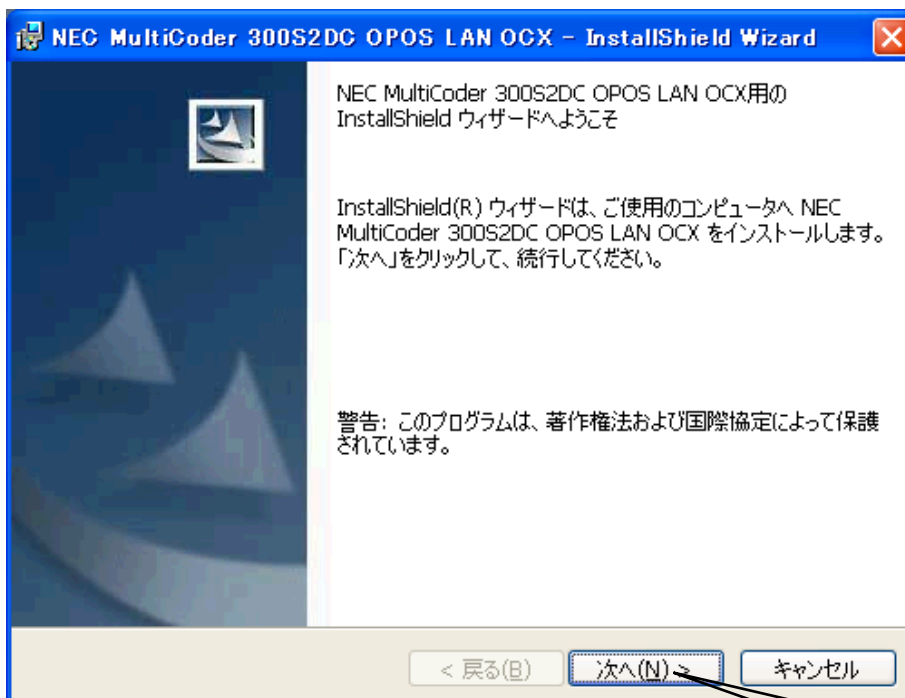 NEC MultiCoder 300S2DC OPOS LAN OCX - InstallShield Wizard
NEC MultiCoder 300S2DC OPOS LAN OCX用の
InstallShield ウィザードへようこそ
InstallShield(R) ウィザードは、ご使用のコンピュータへ NEC
MultiCoder 300S2DC OPOS LAN OCX をインストールします。
「次へ」をクリックして、続行してください。
警告: このプログラムは、著作権法および国際協定によって保護
されています。
< 戻る(B) 次へ(N) > キャンセル